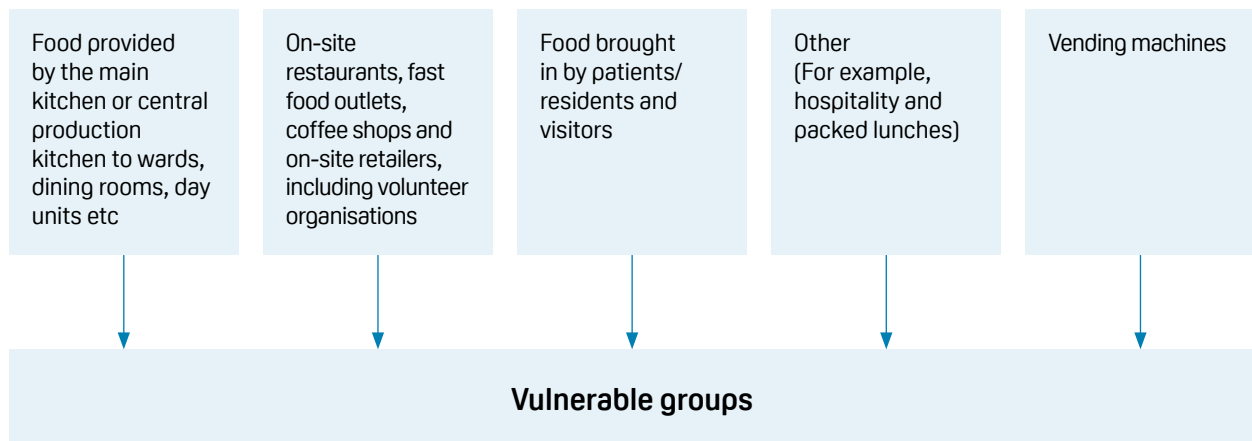 Food provided
by the main
kitchen or central
production
kitchen to wards,
dining rooms, day
units etc
On-site
restaurants, fast
food outlets,
coffee shops and
on-site retailers,
including volunteer
organisations
Food brought
in by patients/
residents and
visitors
Other
(For example,
hospitality and
packed lunches)
Vending machines
Vulnerable groups